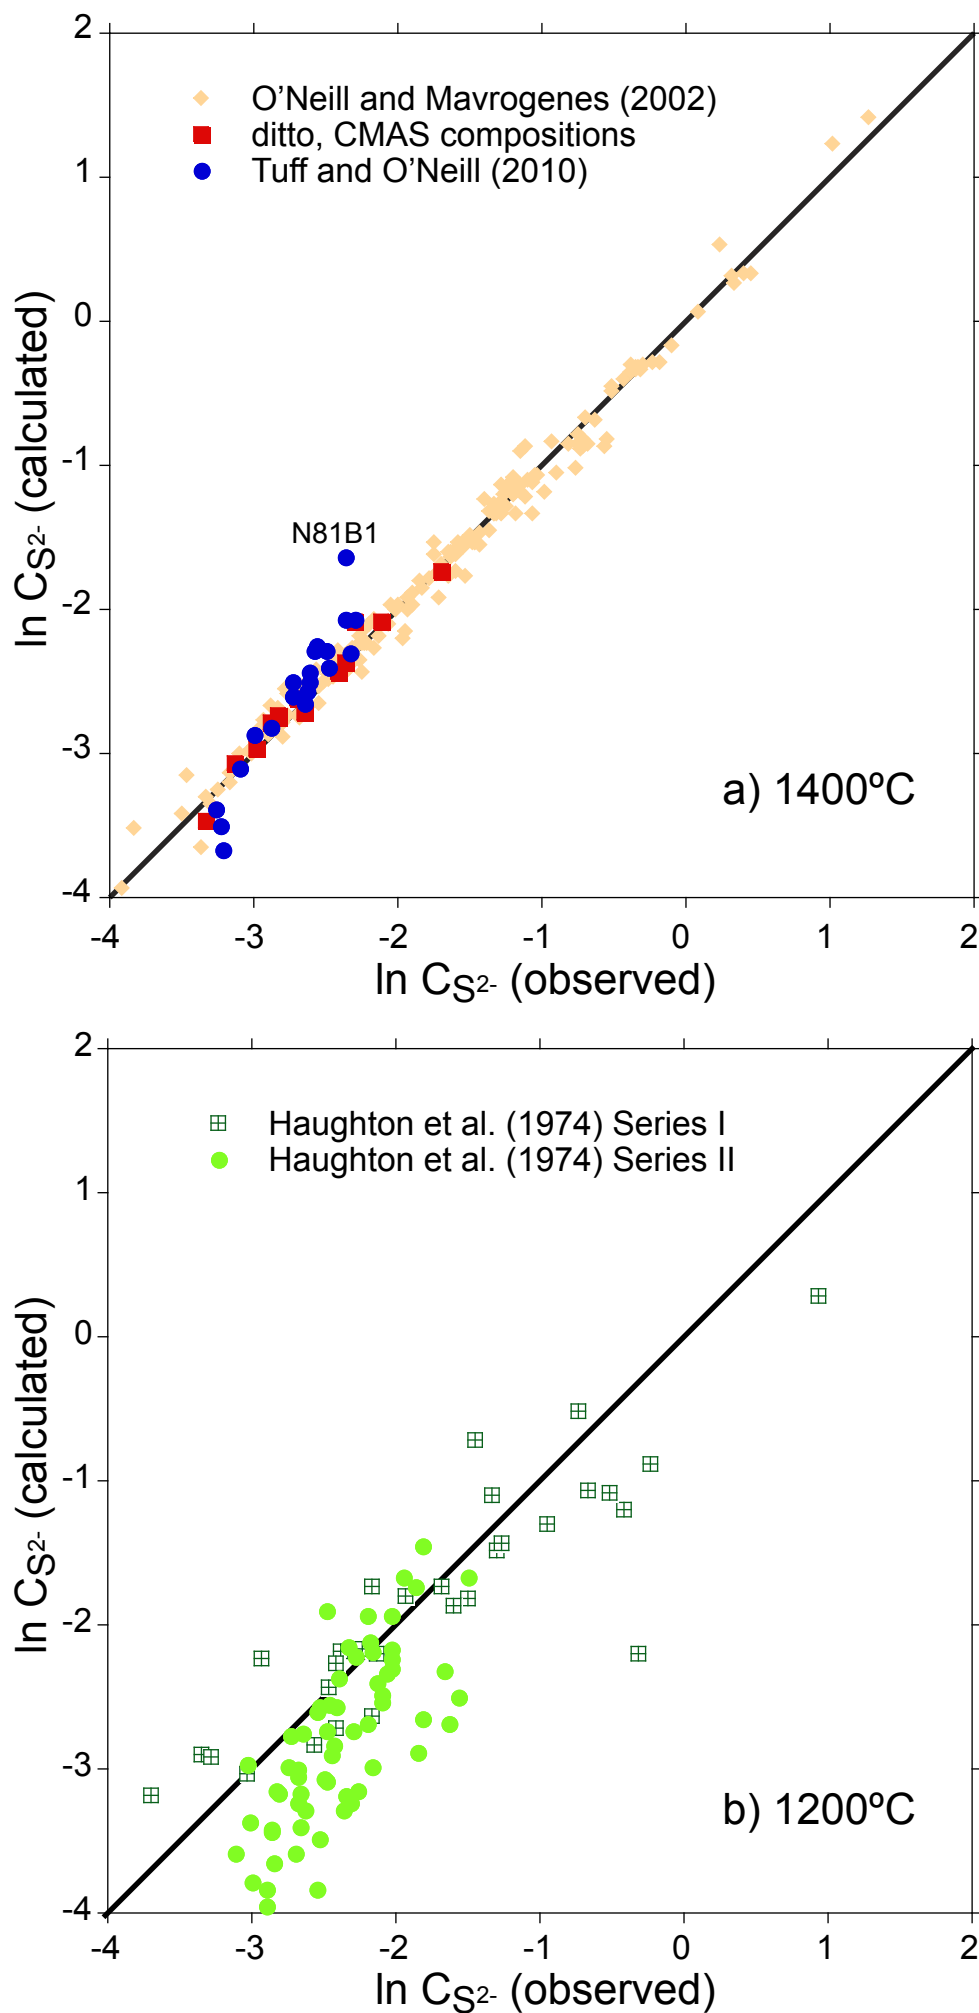 2
O'Neill and Mavrogenes (2002)
ditto, CMAS compositions
Tuff and O'Neill (2010)
1
0
ln CS2- (calculated)
-1
N81B1
-2
-3
a) 1400ºC
-4
-4 -3 -2 -1 0 1 2
ln CS2- (observed)
2
Haughton et al. (1974) Series I
Haughton et al. (1974) Series II
1
0
ln CS2- (calculated)
-1
-2
-3
b) 1200ºC
-4
-4 -3 -2 -1 0 1 2
ln CS2- (observed)